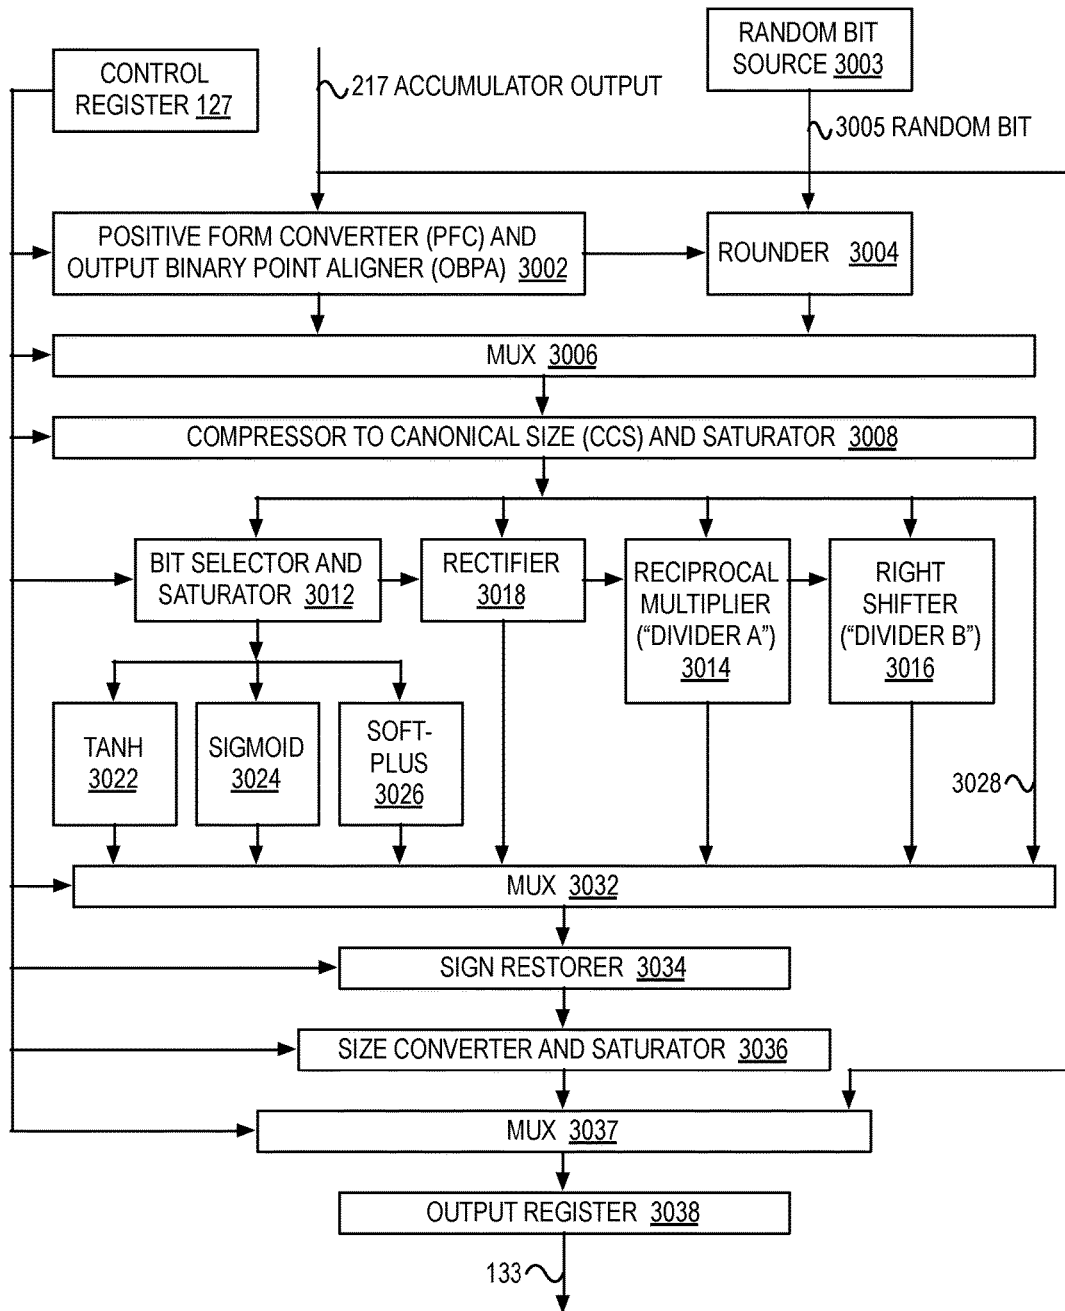 CONTROL
REGISTER 127
217 ACCUMULATOR OUTPUT
RANDOM BIT
SOURCE 3003
3005 RANDOM BIT
POSITIVE FORM CONVERTER (PFC) AND
OUTPUT BINARY POINT ALIGNER (OBPA) 3002
ROUNDER 3004
MUX 3006
COMPRESSOR TO CANONICAL SIZE (CCS) AND SATURATOR 3008
BIT SELECTOR AND
SATURATOR 3012
RECTIFIER
3018
RECIPROCAL
MULTIPLIER
(“DIVIDER A”)
3014
RIGHT
SHIFTER
(“DIVIDER B”)
3016
TANH
3022
SIGMOID
3024
SOFT-
PLUS
3026
3028
MUX 3032
SIGN RESTORER 3034
SIZE CONVERTER AND SATURATOR 3036
MUX 3037
OUTPUT REGISTER 3038
133